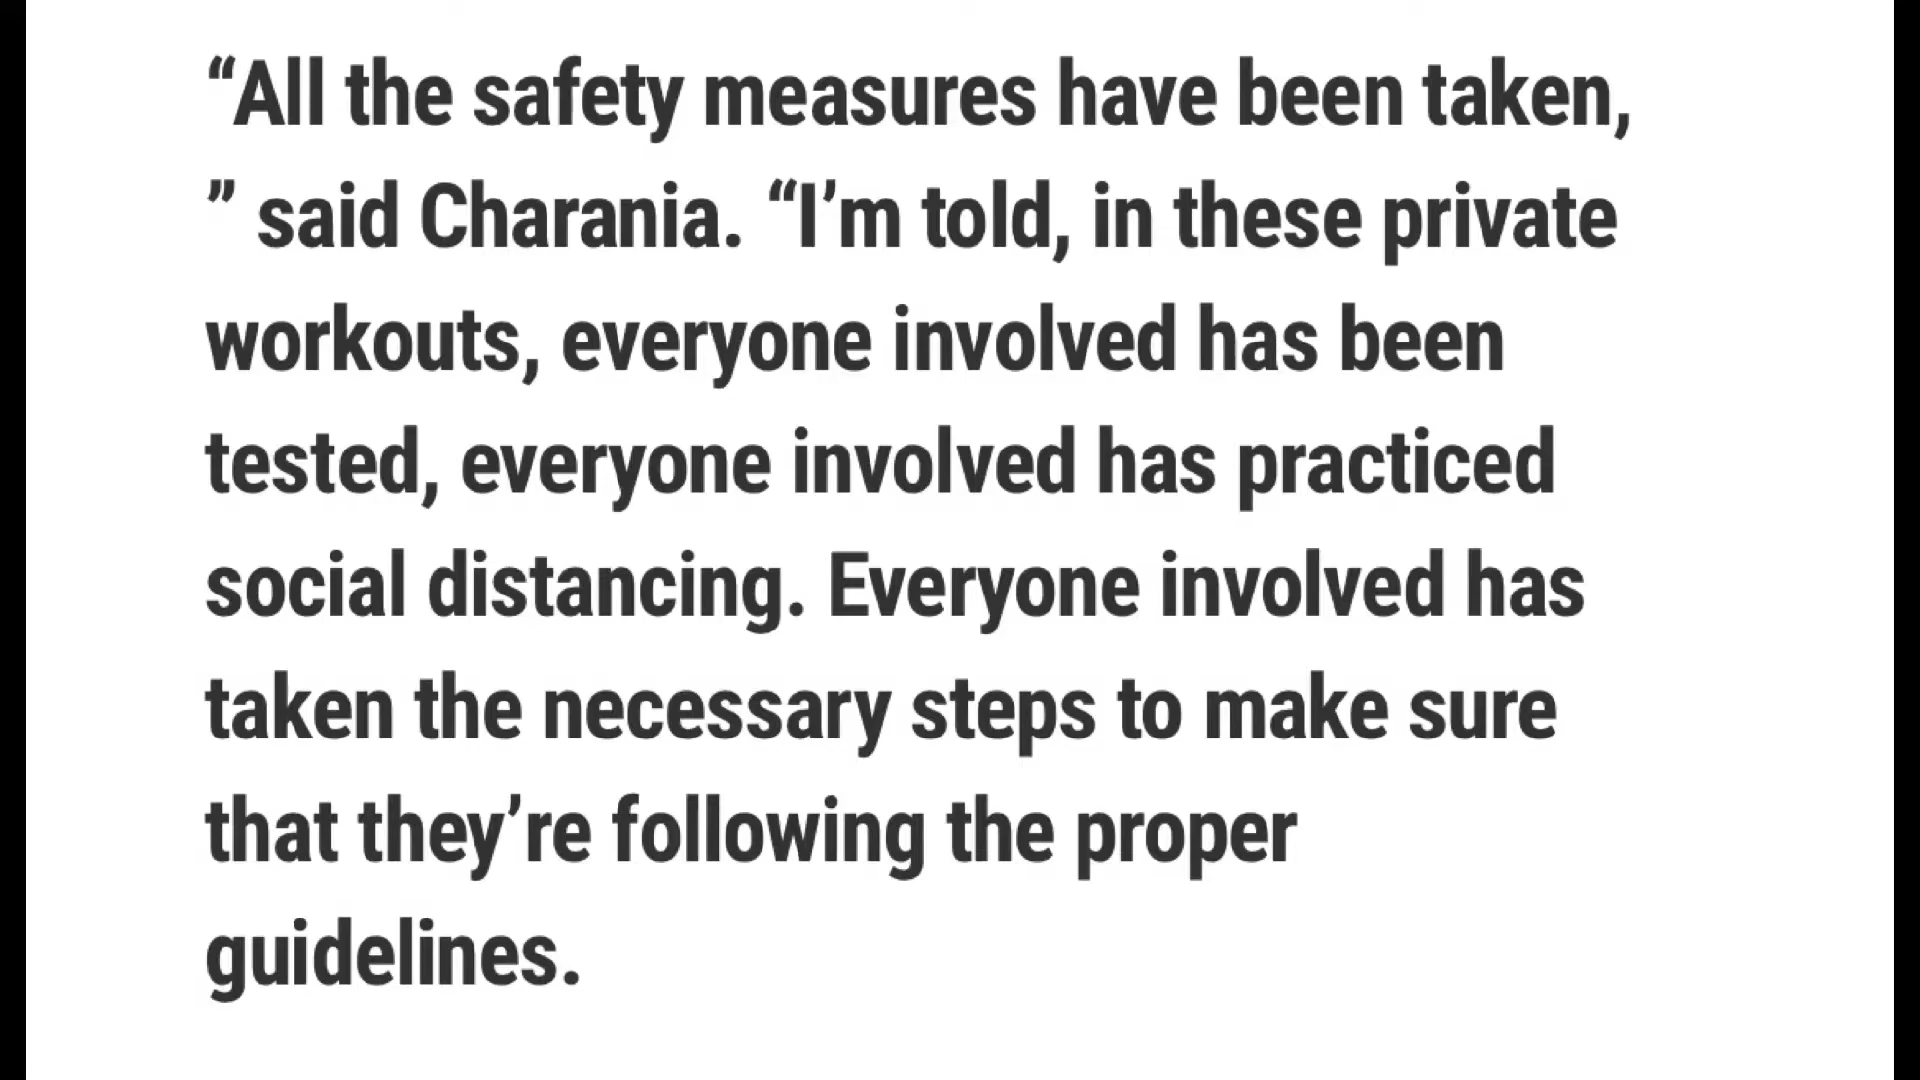 “All the safety measures have been taken,
” said Charania. “I’m told, in these private
workouts, everyone involved has been
tested, everyone involved has practiced
social distancing. Everyone involved has
taken the necessary steps to make sure
that they’re following the proper
guidelines.